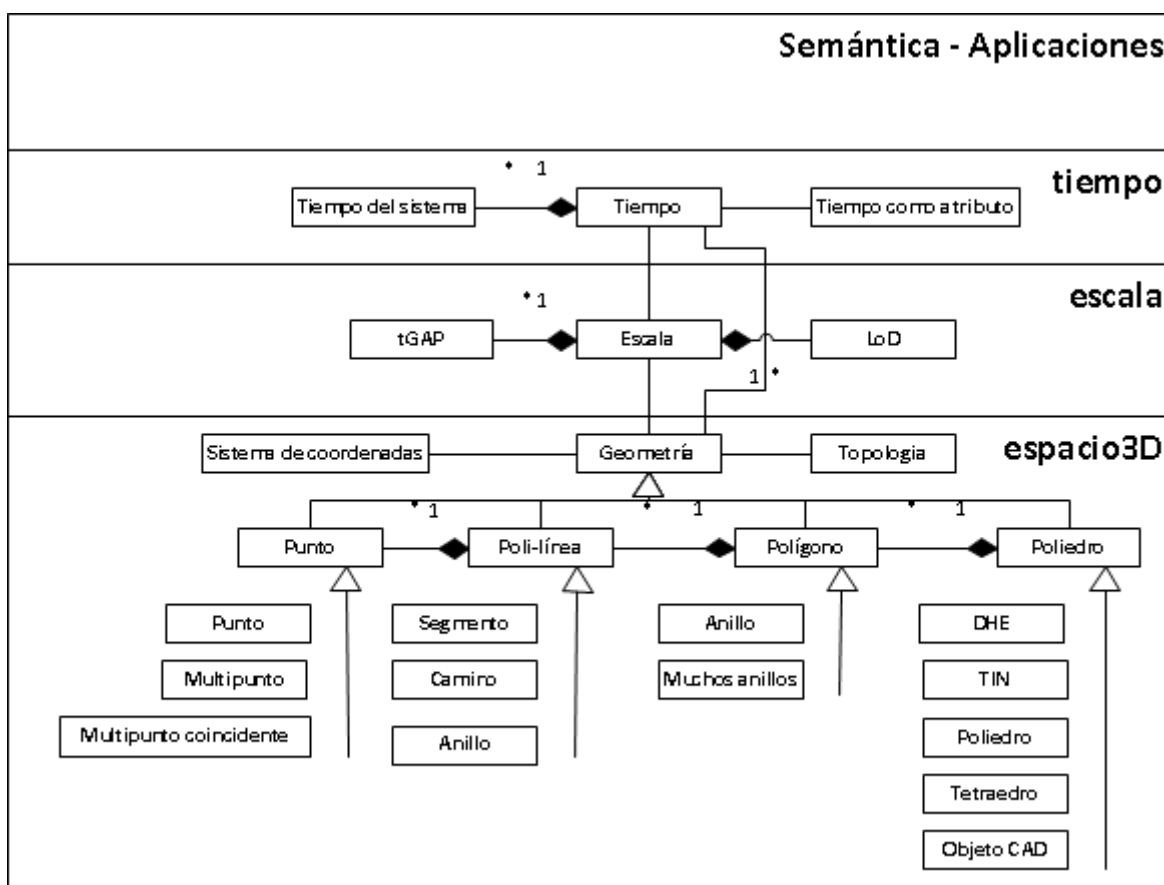 Semántica - Aplicaciones
tiempo
* 1
Tiempo del sistema
Tiempo
Tiempo como atributo
escala
* 1
tGAP
Escala
LoD
1 *
espacio3D
Sistema de coordenadas
Geometría
Topologia
* 1
* 1
* 1
Punto
Poli-línea
Polígono
Poliedro
Punto
Segmento
Anillo
DHE
Multipunto
Camino
Muchos anillos
TIN
Multipunto coincidente
Anillo
Poliedro
Tetraedro
Objeto CAD